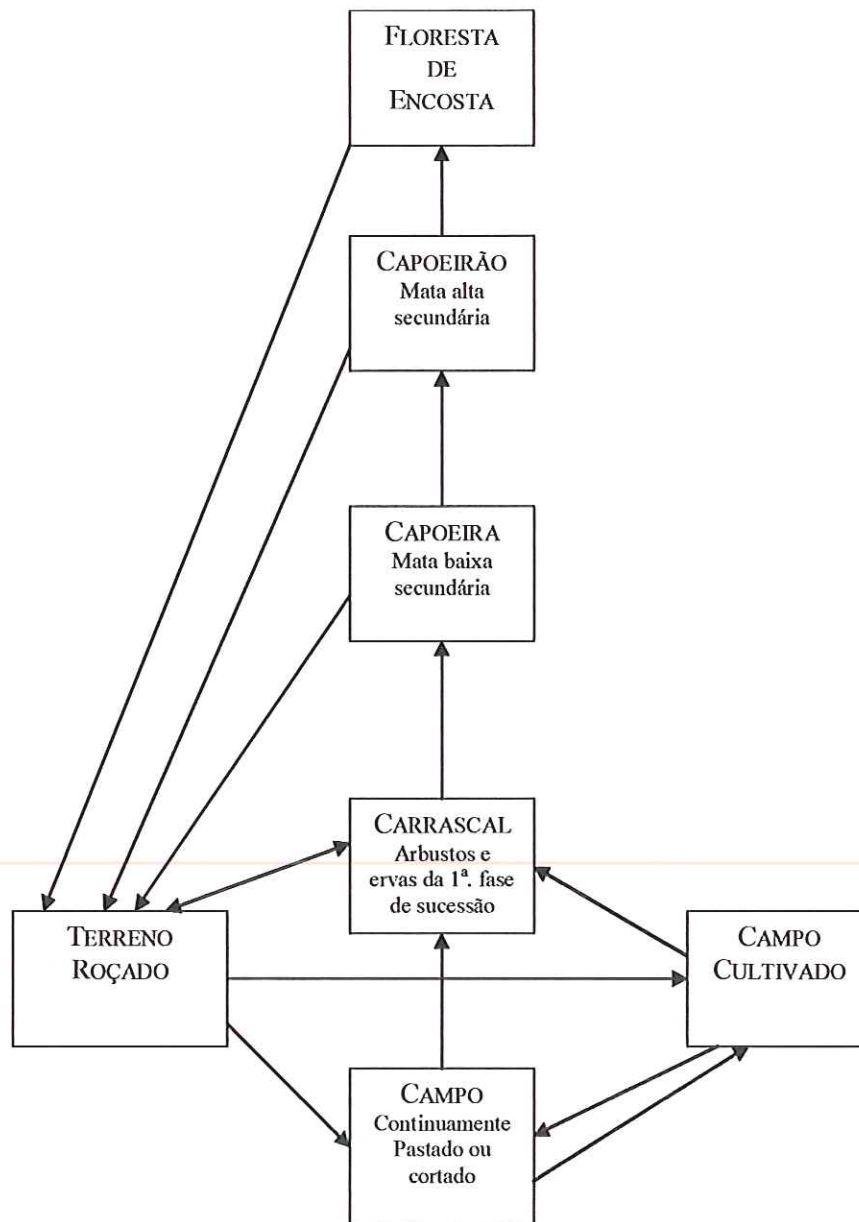 FLORESTA
DE
ENCOSTA
CAPOEIRÃO
Mata alta
secundária
CAPOEIRA
Mata baixa
secundária
CARRASCAL
Arbustos e
ervas da 1ª. fase
de sucessão
TERRENO
ROÇADO
CAMPO
CULTIVADO
CAMPO
Continuamente
Pastado ou
cortado